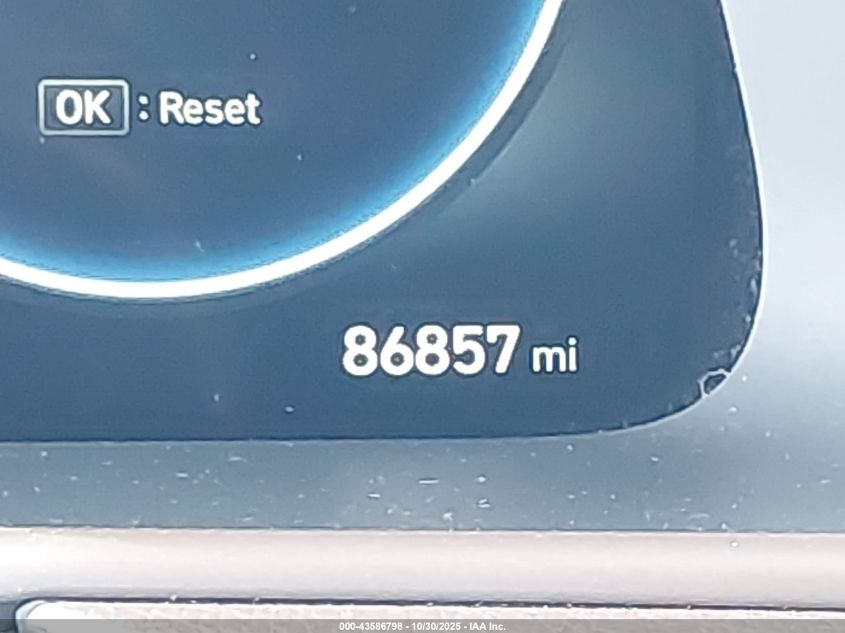 OK : Reset
86857 mi
000-43586798 - 10/30/2025 - IAA Inc.